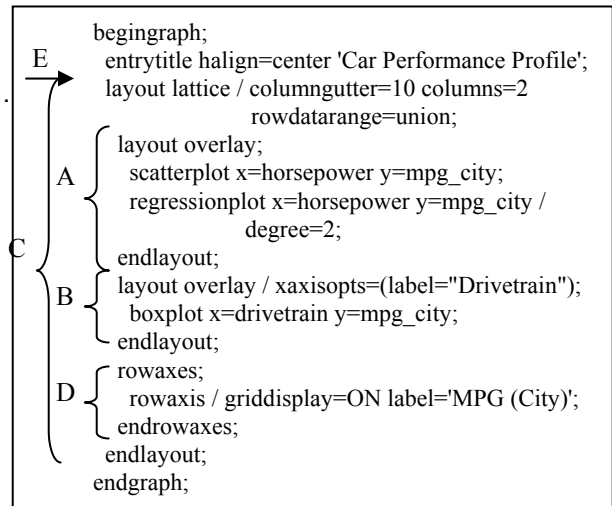 begingraph;
E
entrytitle halign=center 'Car Performance Profile';
layout lattice / columngutter=10 columns=2
rowdatarange=union;
layout overlay;
A
scatterplot x=horsepower y=mpg_city;
regressionplot x=horsepower y=mpg_city /
degree=2;
C
endlayout;
layout overlay / xaxisopts=(label="Drivetrain");
B
boxplot x=drivetrain y=mpg_city;
endlayout;
rowaxes;
D
rowaxis / griddisplay=ON label='MPG (City)';
endrowaxes;
endlayout;
endgraph;